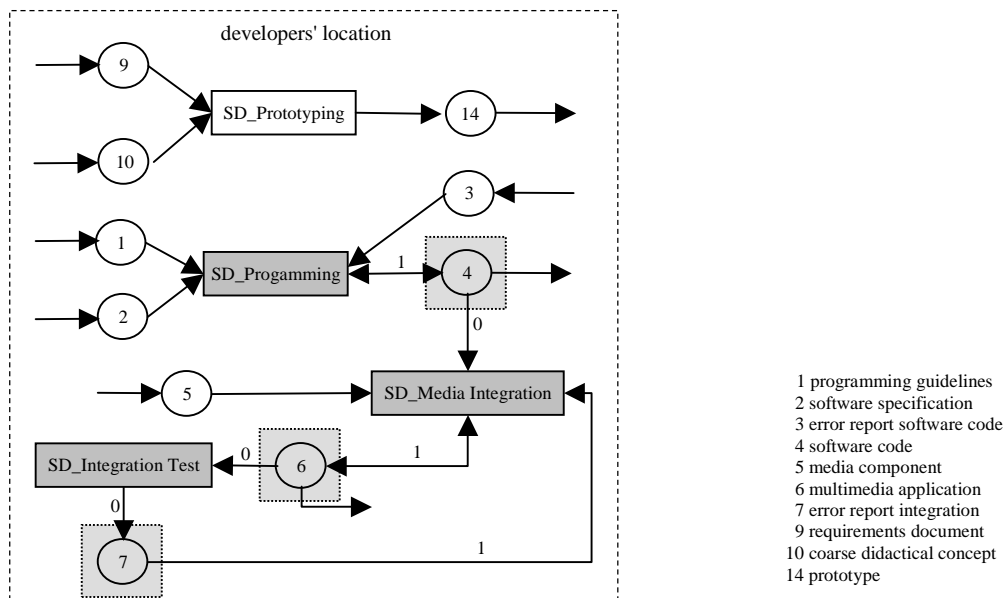 developers' location
9
SD_Prototyping
14
10
3
1
SD_Progamming
1
4
2
0
5
SD_Media Integration
SD_Integration Test
0
6
1
0
7
1
1 programming guidelines
2 software specification
3 error report software code
4 software code
5 media component
6 multimedia application
7 error report integration
9 requirements document
10 coarse didactical concept
14 prototype